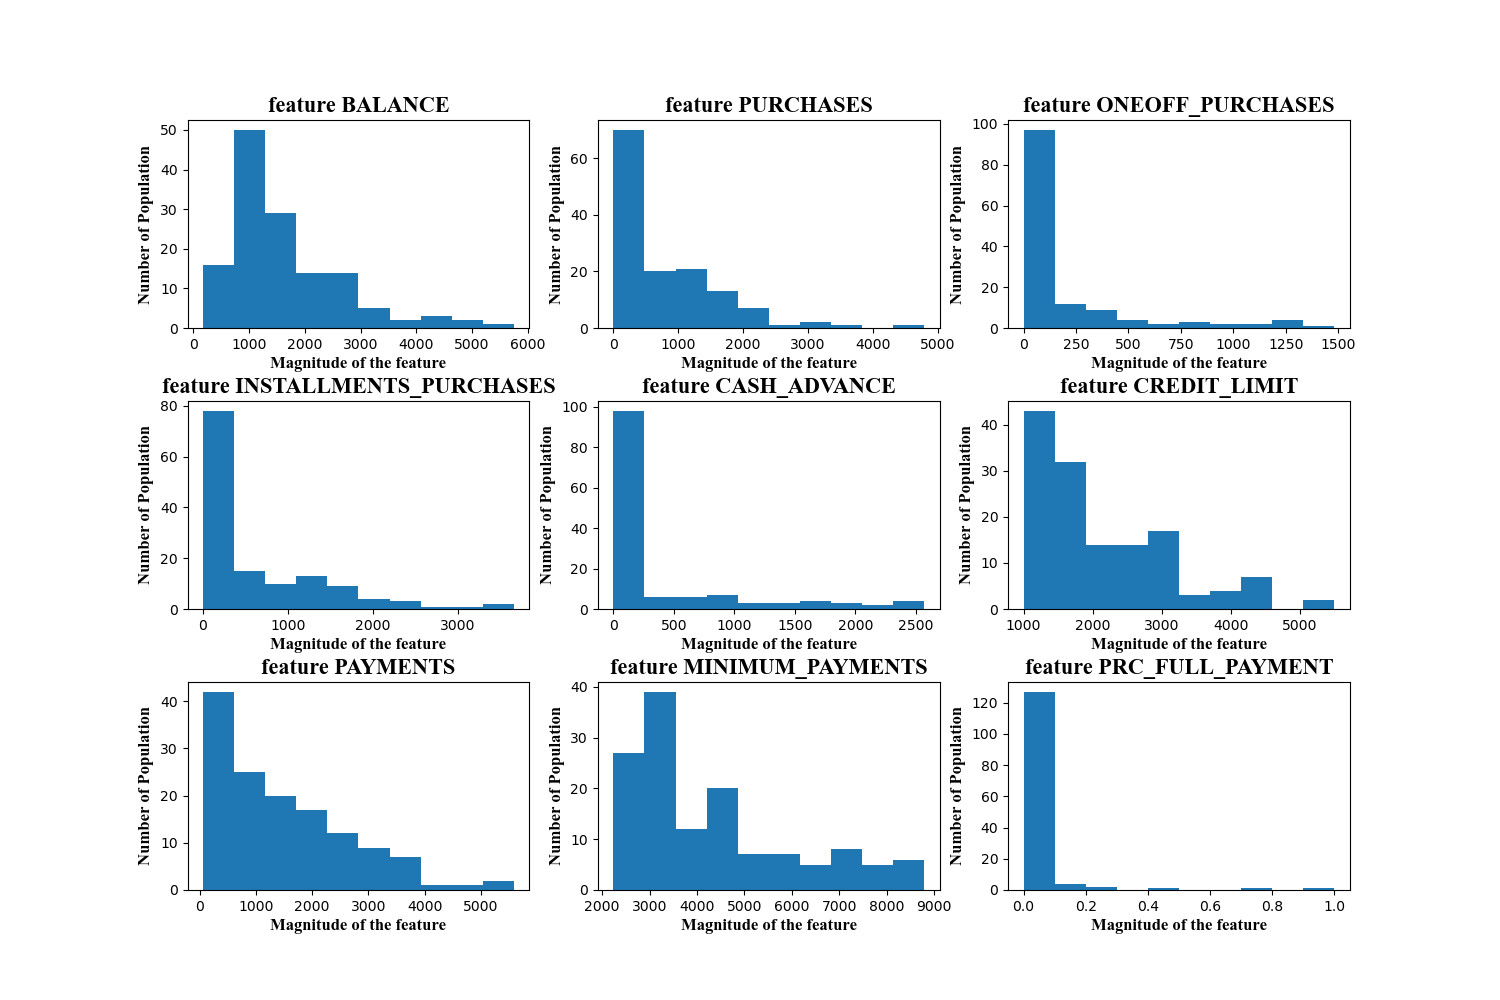 feature BALANCE
Number of Population
50
40
30
20
10
0
0 1000 2000 3000 4000 5000 6000
Magnitude of the feature
feature PURCHASES
Number of Population
60
40
20
0
0 1000 2000 3000 4000 5000
Magnitude of the feature
feature ONEOFF_PURCHASES
Number of Population
100
80
60
40
20
0
0 250 500 750 1000 1250 1500
Magnitude of the feature
feature INSTALLMENTS_PURCHASES
Number of Population
80
60
40
20
0
0 1000 2000 3000
Magnitude of the feature
feature CASH_ADVANCE
Number of Population
100
80
60
40
20
0
0 500 1000 1500 2000 2500
Magnitude of the feature
feature CREDIT_LIMIT
Number of Population
40
30
20
10
0
1000 2000 3000 4000 5000
Magnitude of the feature
feature PAYMENTS
Number of Population
40
30
20
10
0
0 1000 2000 3000 4000 5000
Magnitude of the feature
feature MINIMUM_PAYMENTS
Number of Population
40
30
20
10
0
2000 3000 4000 5000 6000 7000 8000 9000
Magnitude of the feature
feature PRC_FULL_PAYMENT
Number of Population
120
100
80
60
40
20
0
0.0 0.2 0.4 0.6 0.8 1.0
Magnitude of the feature